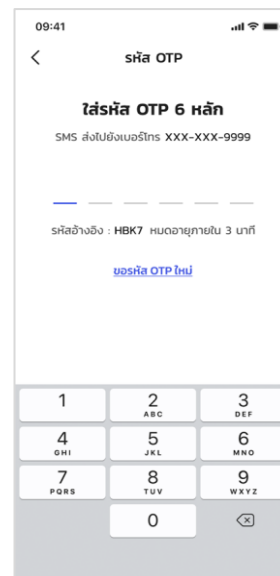 09:41
รหัส OTP
ใส่รหัส OTP 6 หลัก
SMS ส่งไปยังเบอร์โทร XXX-XXX-9999
รหัสอ้างอิง : HBK7 หมดอายุภายใน 3 นาที
ขอรหัส OTP ใหม่
1 2 3
ABC DEF
4 5 6
GHI JKL MNO
7 8 9
PQRS TUV WXYZ
0